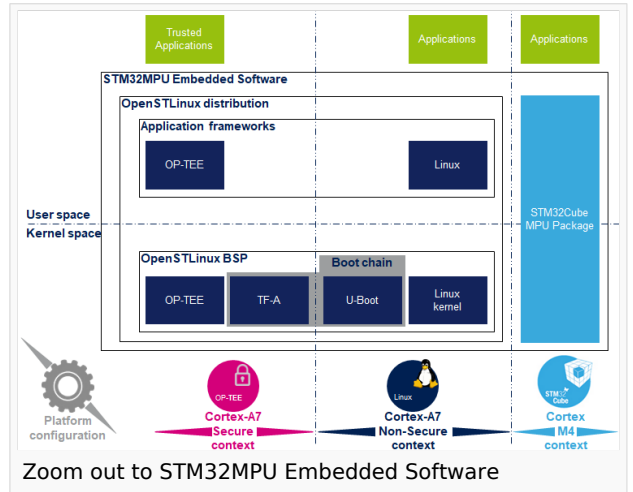 Trusted
Applications
Applications
Applications
STM32MPU Embedded Software
OpenSTLinux distribution
Application frameworks
OP-TEE
Linux
User space
Kernel space
STM32Cube
MPU Package
OpenSTLinux BSP
Boot chain
OP-TEE
TF-A
U-Boot
Linux
kernel
Platform
configuration
OP-TEE
Cortex-A7
Secure
context
Linux
Cortex-A7
Non-Secure
context
STM32
Cube
Cortex
M4
context
Zoom out to STM32MPU Embedded Software